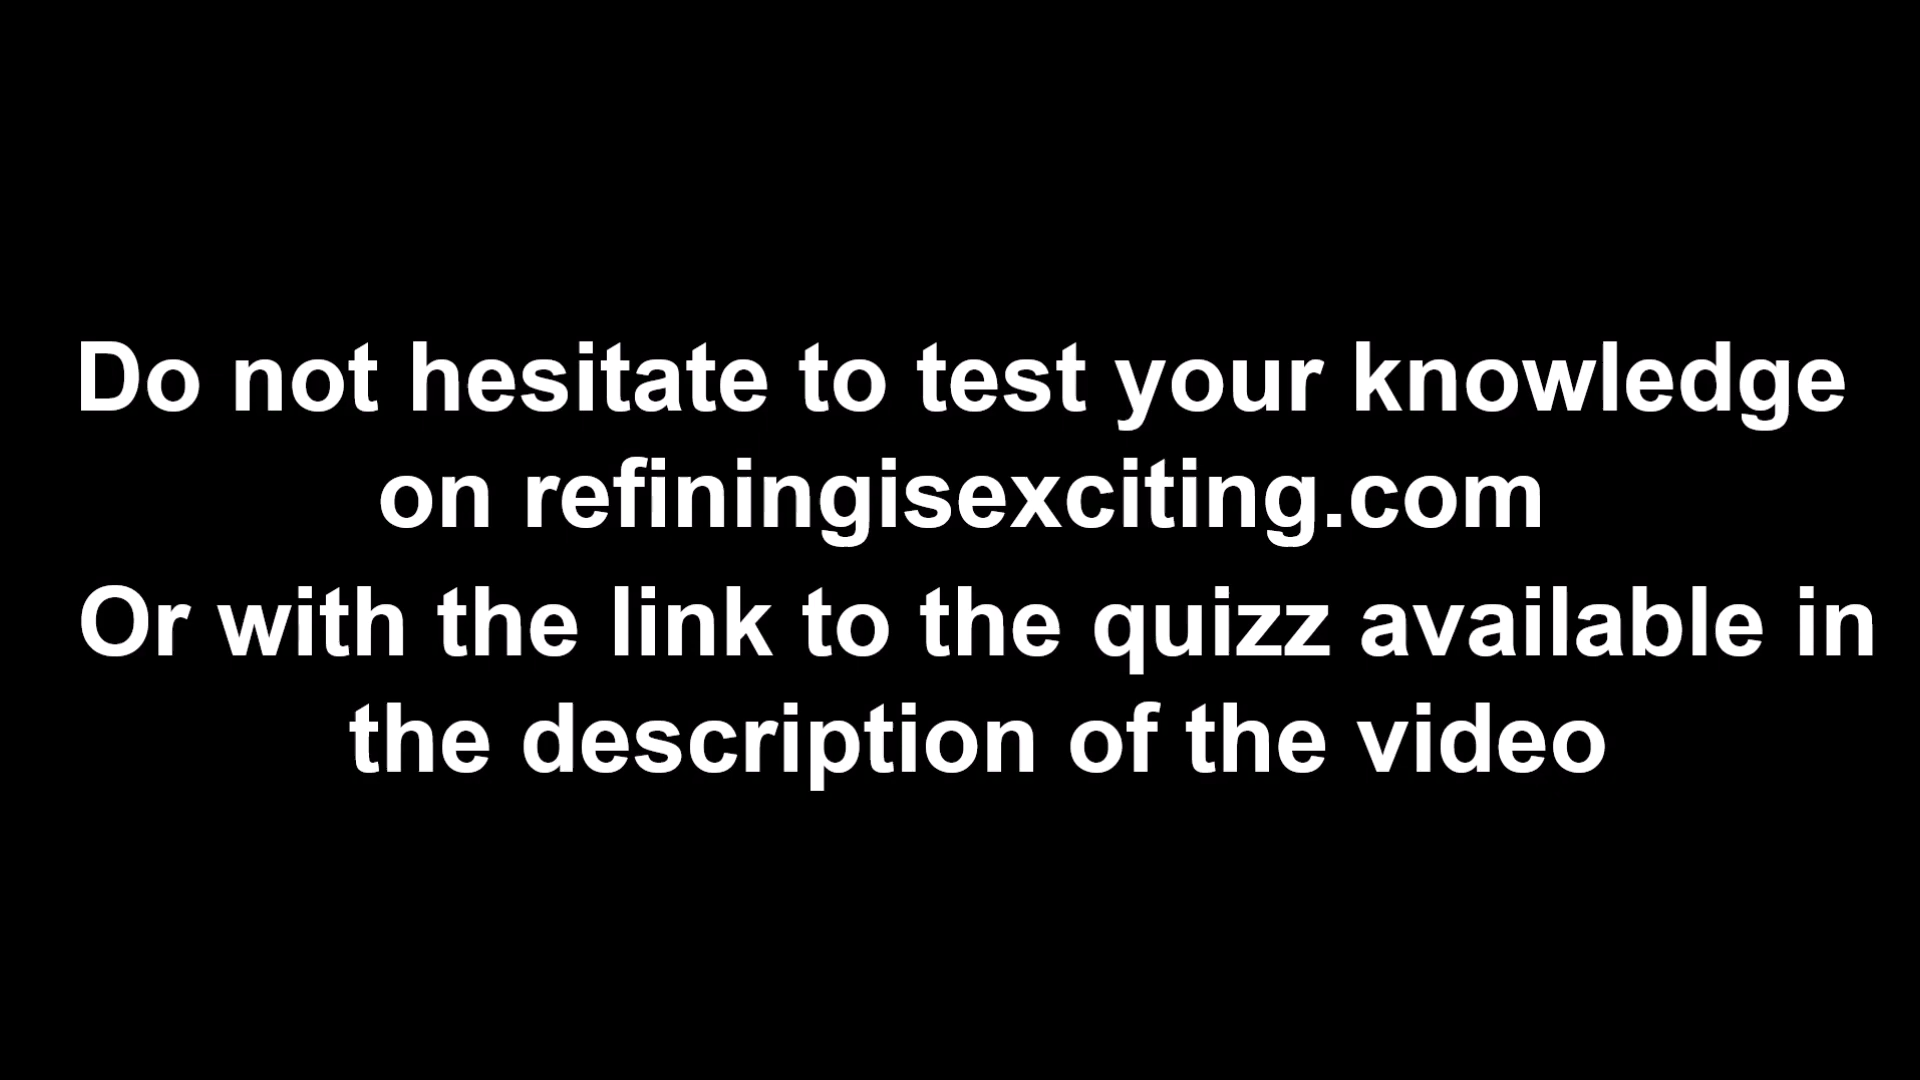 Do not hesitate to test your knowledge
on refiningisexciting.com
Or with the link to the quizz available in
the description of the video